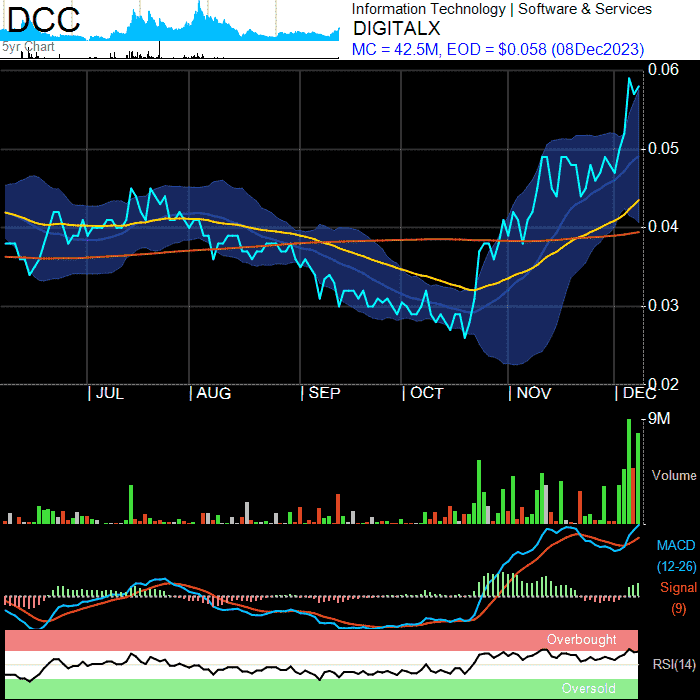 DCC
5yr Chart
Information Technology | Software & Services
DIGITALX
MC = 42.5M, EOD = $0.058 (08Dec2023)
0.06
0.05
0.04
0.03
0.02
| JUL
| AUG
| SEP
| OCT
| NOV
| DEC
9M
Volume
MACD
(12-26)
Signal
(9)
Overbought
RSI(14)
Oversold